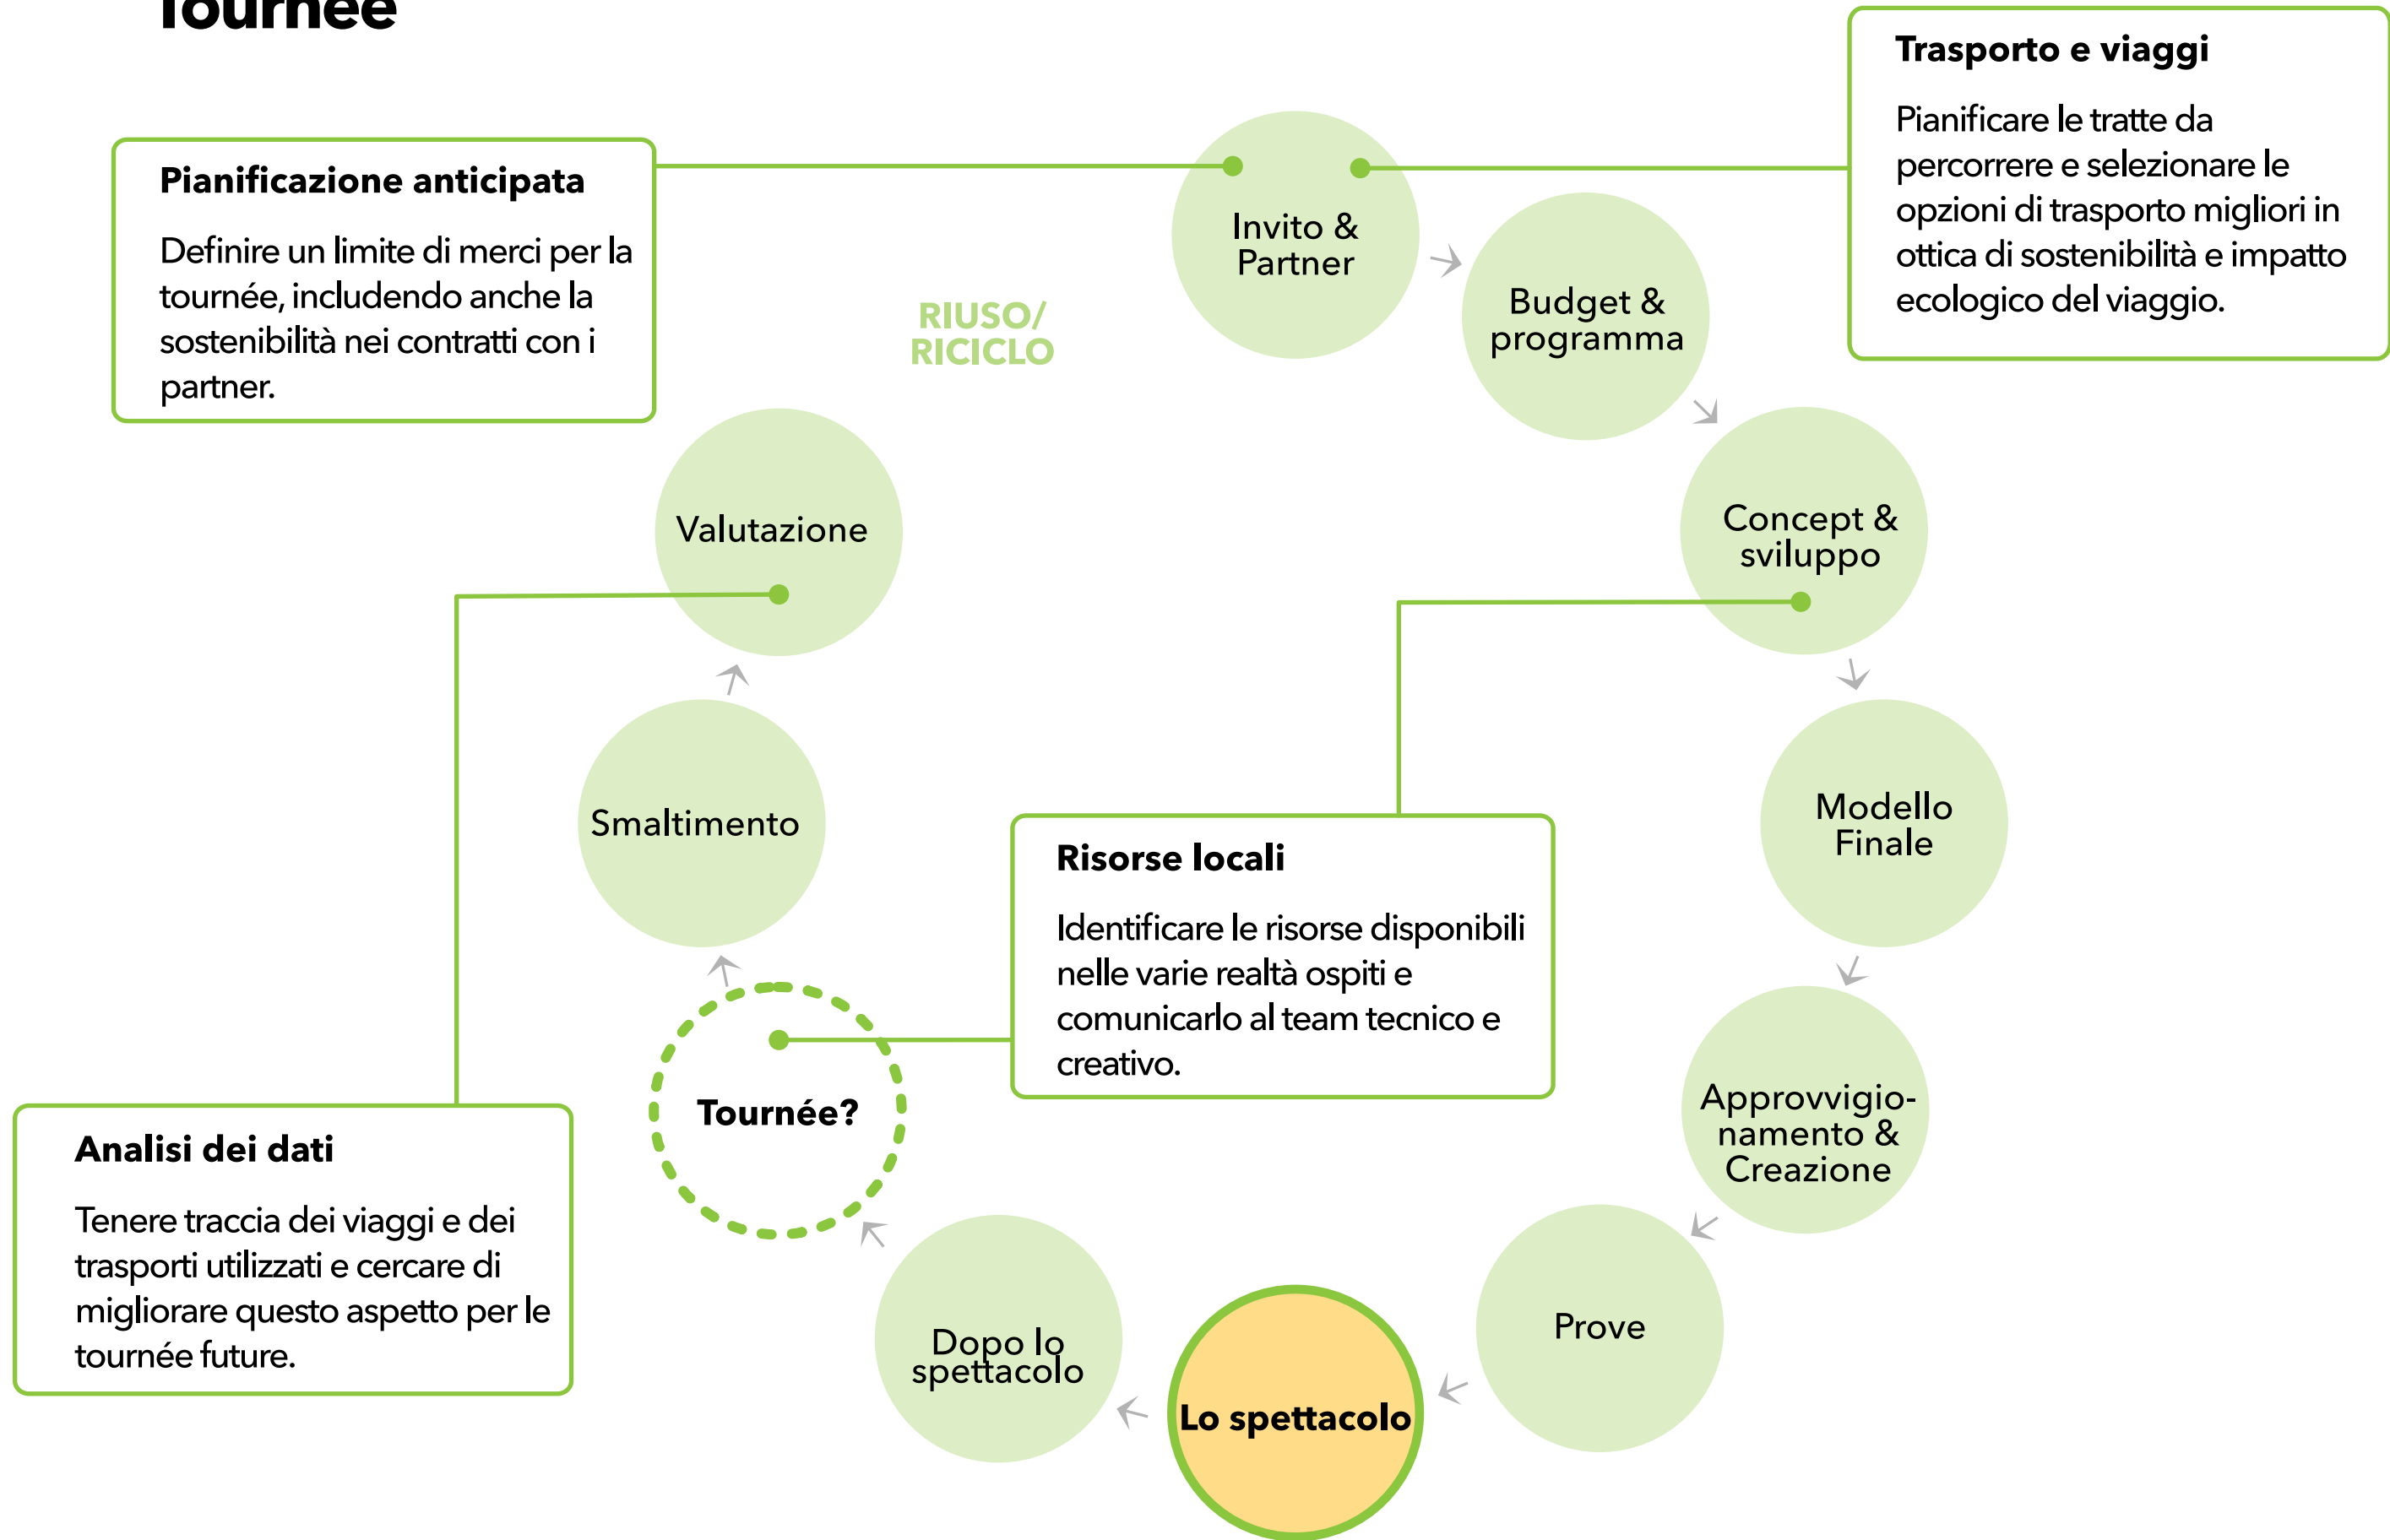 Tournée
Trasporto e viaggi
Pianificare le tratte da
percorrere e selezionare le
opzioni di trasporto migliori in
ottica di sostenibilità e impatto
ecologico del viaggio.
Pianificazione anticipata
Definire un limite di merci per la
tournée, includendo anche la
sostenibilità nei contratti con i
partner.
RIUSO/
RICICLO
Invito &
Partner
Budget &
programma
Concept &
sviluppo
Modello
Finale
Approvvigio-
namento &
Creazione
Prove
Lo spettacolo
Dopo lo
spettacolo
Tournée?
Smaltimento
Valutazione
Risorse locali
Identificare le risorse disponibili
nelle varie realtà ospiti e
comunicarlo al team tecnico e
creativo.
Analisi dei dati
Tenere traccia dei viaggi e dei
trasporti utilizzati e cercare di
migliorare questo aspetto per le
tournée future.